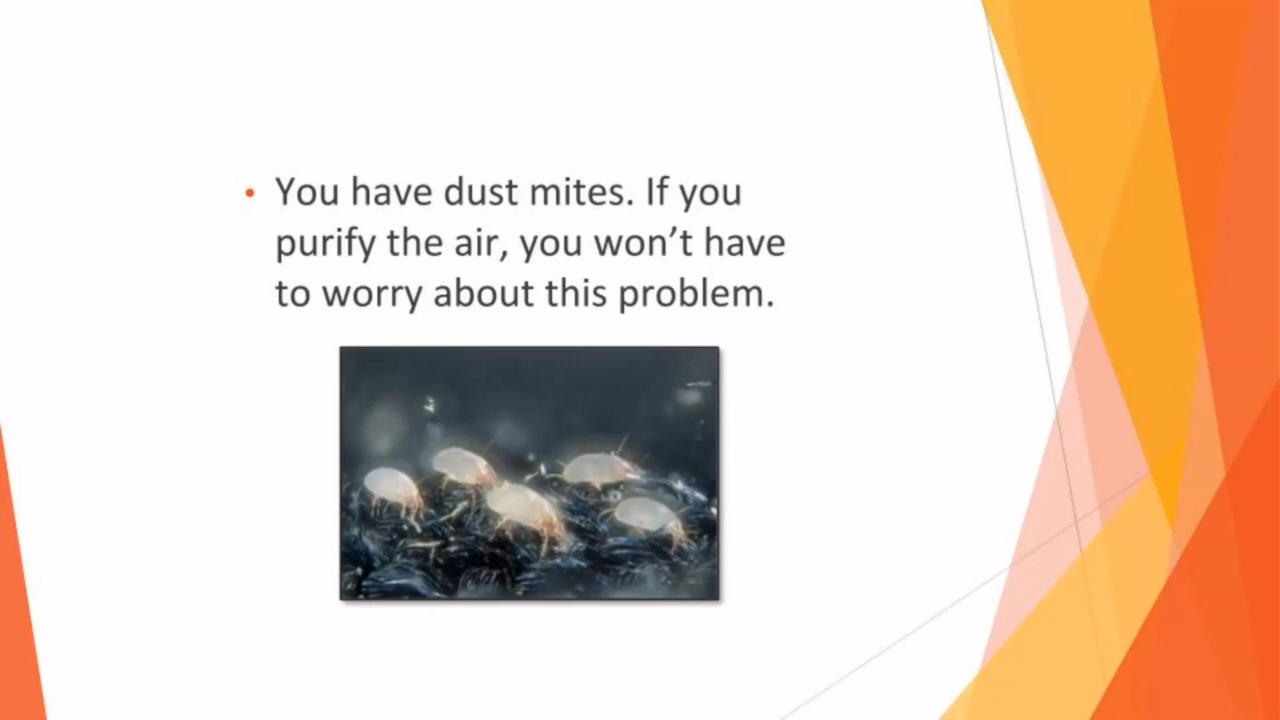 • You have dust mites. If you
purify the air, you won’t have
to worry about this problem.